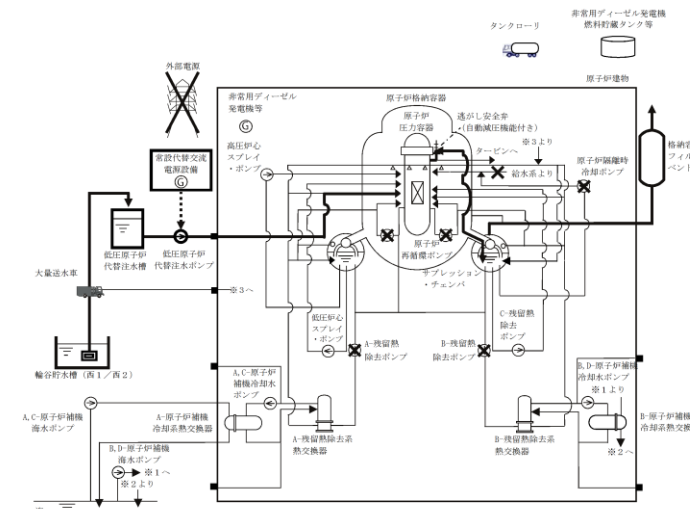 タンクローリ
非常用ディーゼル発電機
燃料貯蔵タンク等
外部電源
原子炉建物
非常用ディーゼル
発電機等
G
原子炉格納容器
原子炉
圧力容器
逃がし安全弁
(自動減圧機能付き)
高圧炉心
スプレイ
・ポンプ
タービンへ
※3より
給水系より
原子炉隔離時
冷却ポンプ
格納容
フィル
ベント
常設代替交流
電源設備
G
低圧原子炉
代替注水槽
低圧原子炉
代替注水ポンプ
原子炉
再循環ポンプ
サプレッション
・チェンバ
大量送水車
※3へ
低圧炉心
スプレイ
・ポンプ
A-残留熱
除去ポンプ
B-残留熱
除去ポンプ
C-残留熱
除去
ポンプ
輪谷貯水槽(西1/西2)
A,C-原子炉
補機冷却水
ポンプ
B,D-原子炉補機
冷却水ポンプ
※1より
A,C-原子炉補機
海水ポンプ
A-原子炉補機
冷却系熱交換器
B-原子炉補機
冷却系熱交換
B,D-原子炉補機
海水ポンプ
※1へ
※2より
A-残留熱除去系
熱交換器
B-残留熱除去系
熱交換器
※2へ